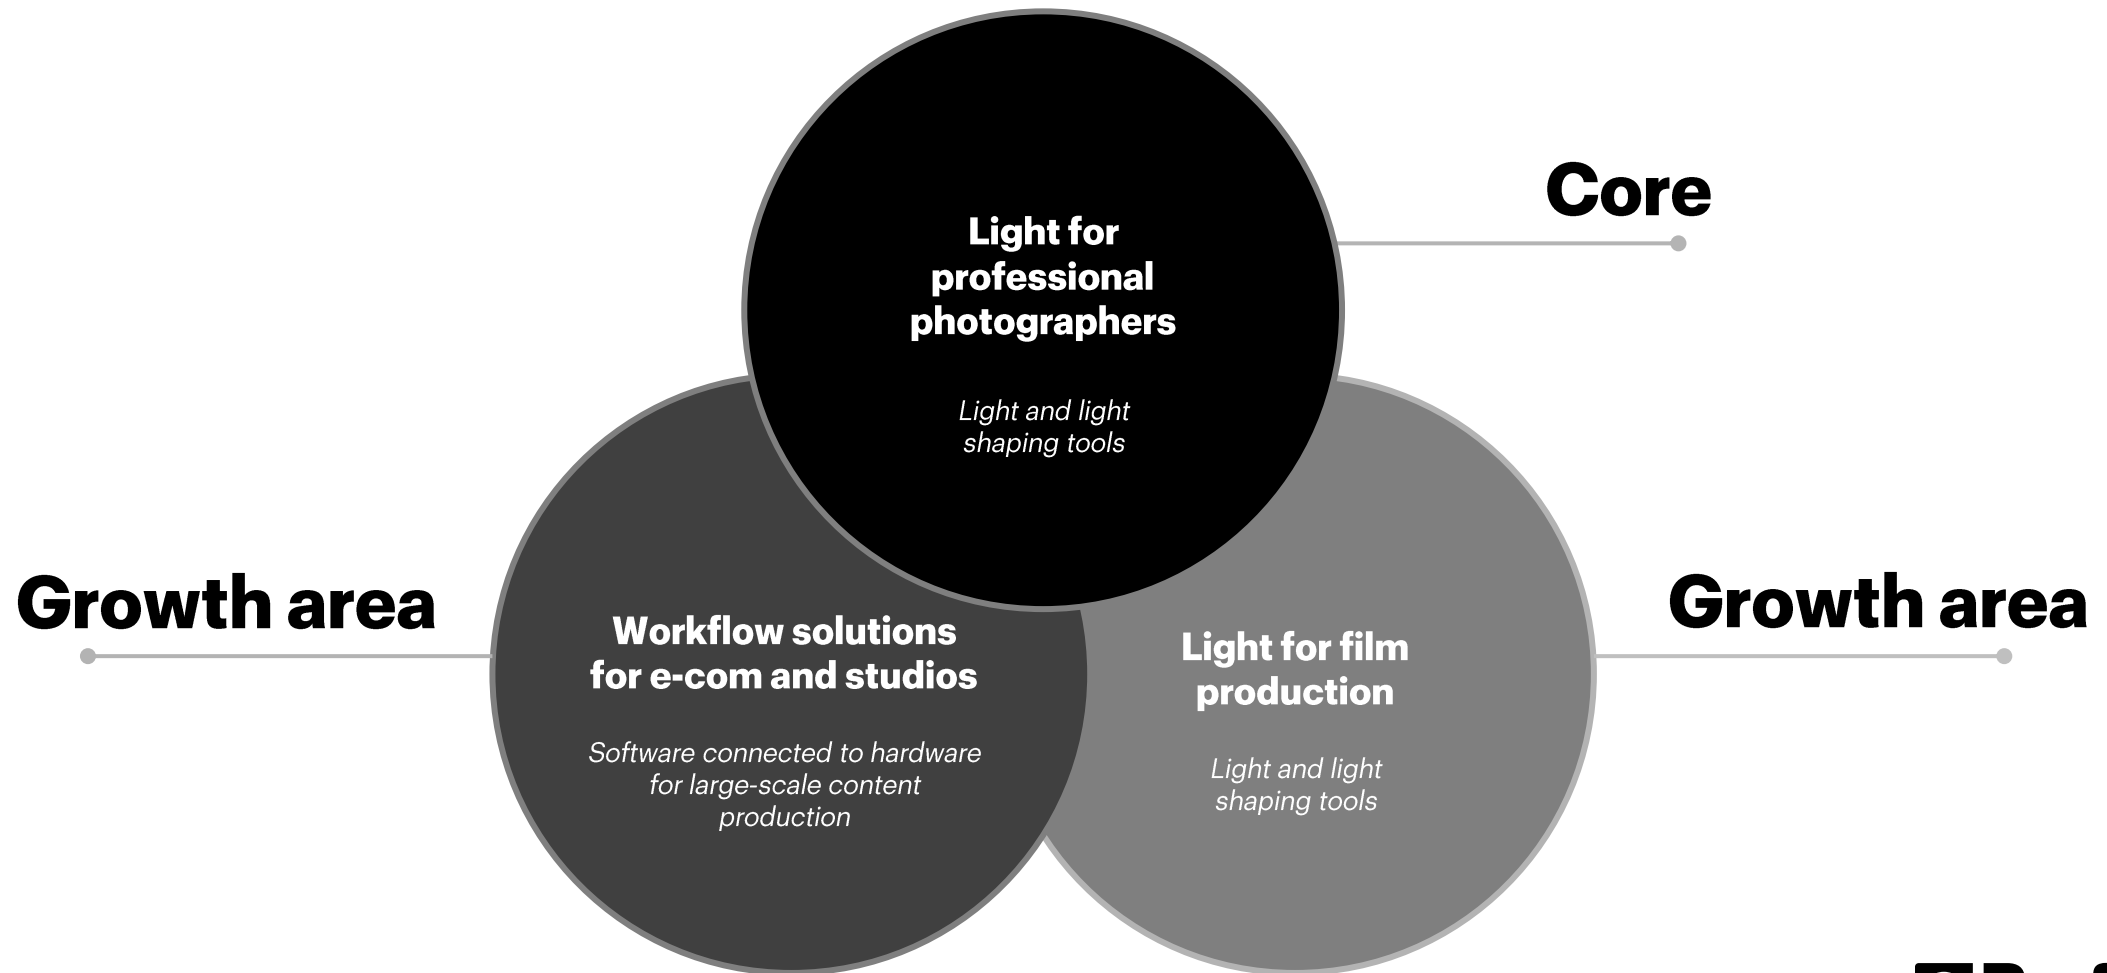 Core
Light for
professional
photographers
Light and light
shaping tools
Growth area
Growth area
Workflow solutions
for e-com and studios
Software connected to hardware
for large-scale content
production
Light for film
production
Light and light
shaping tools